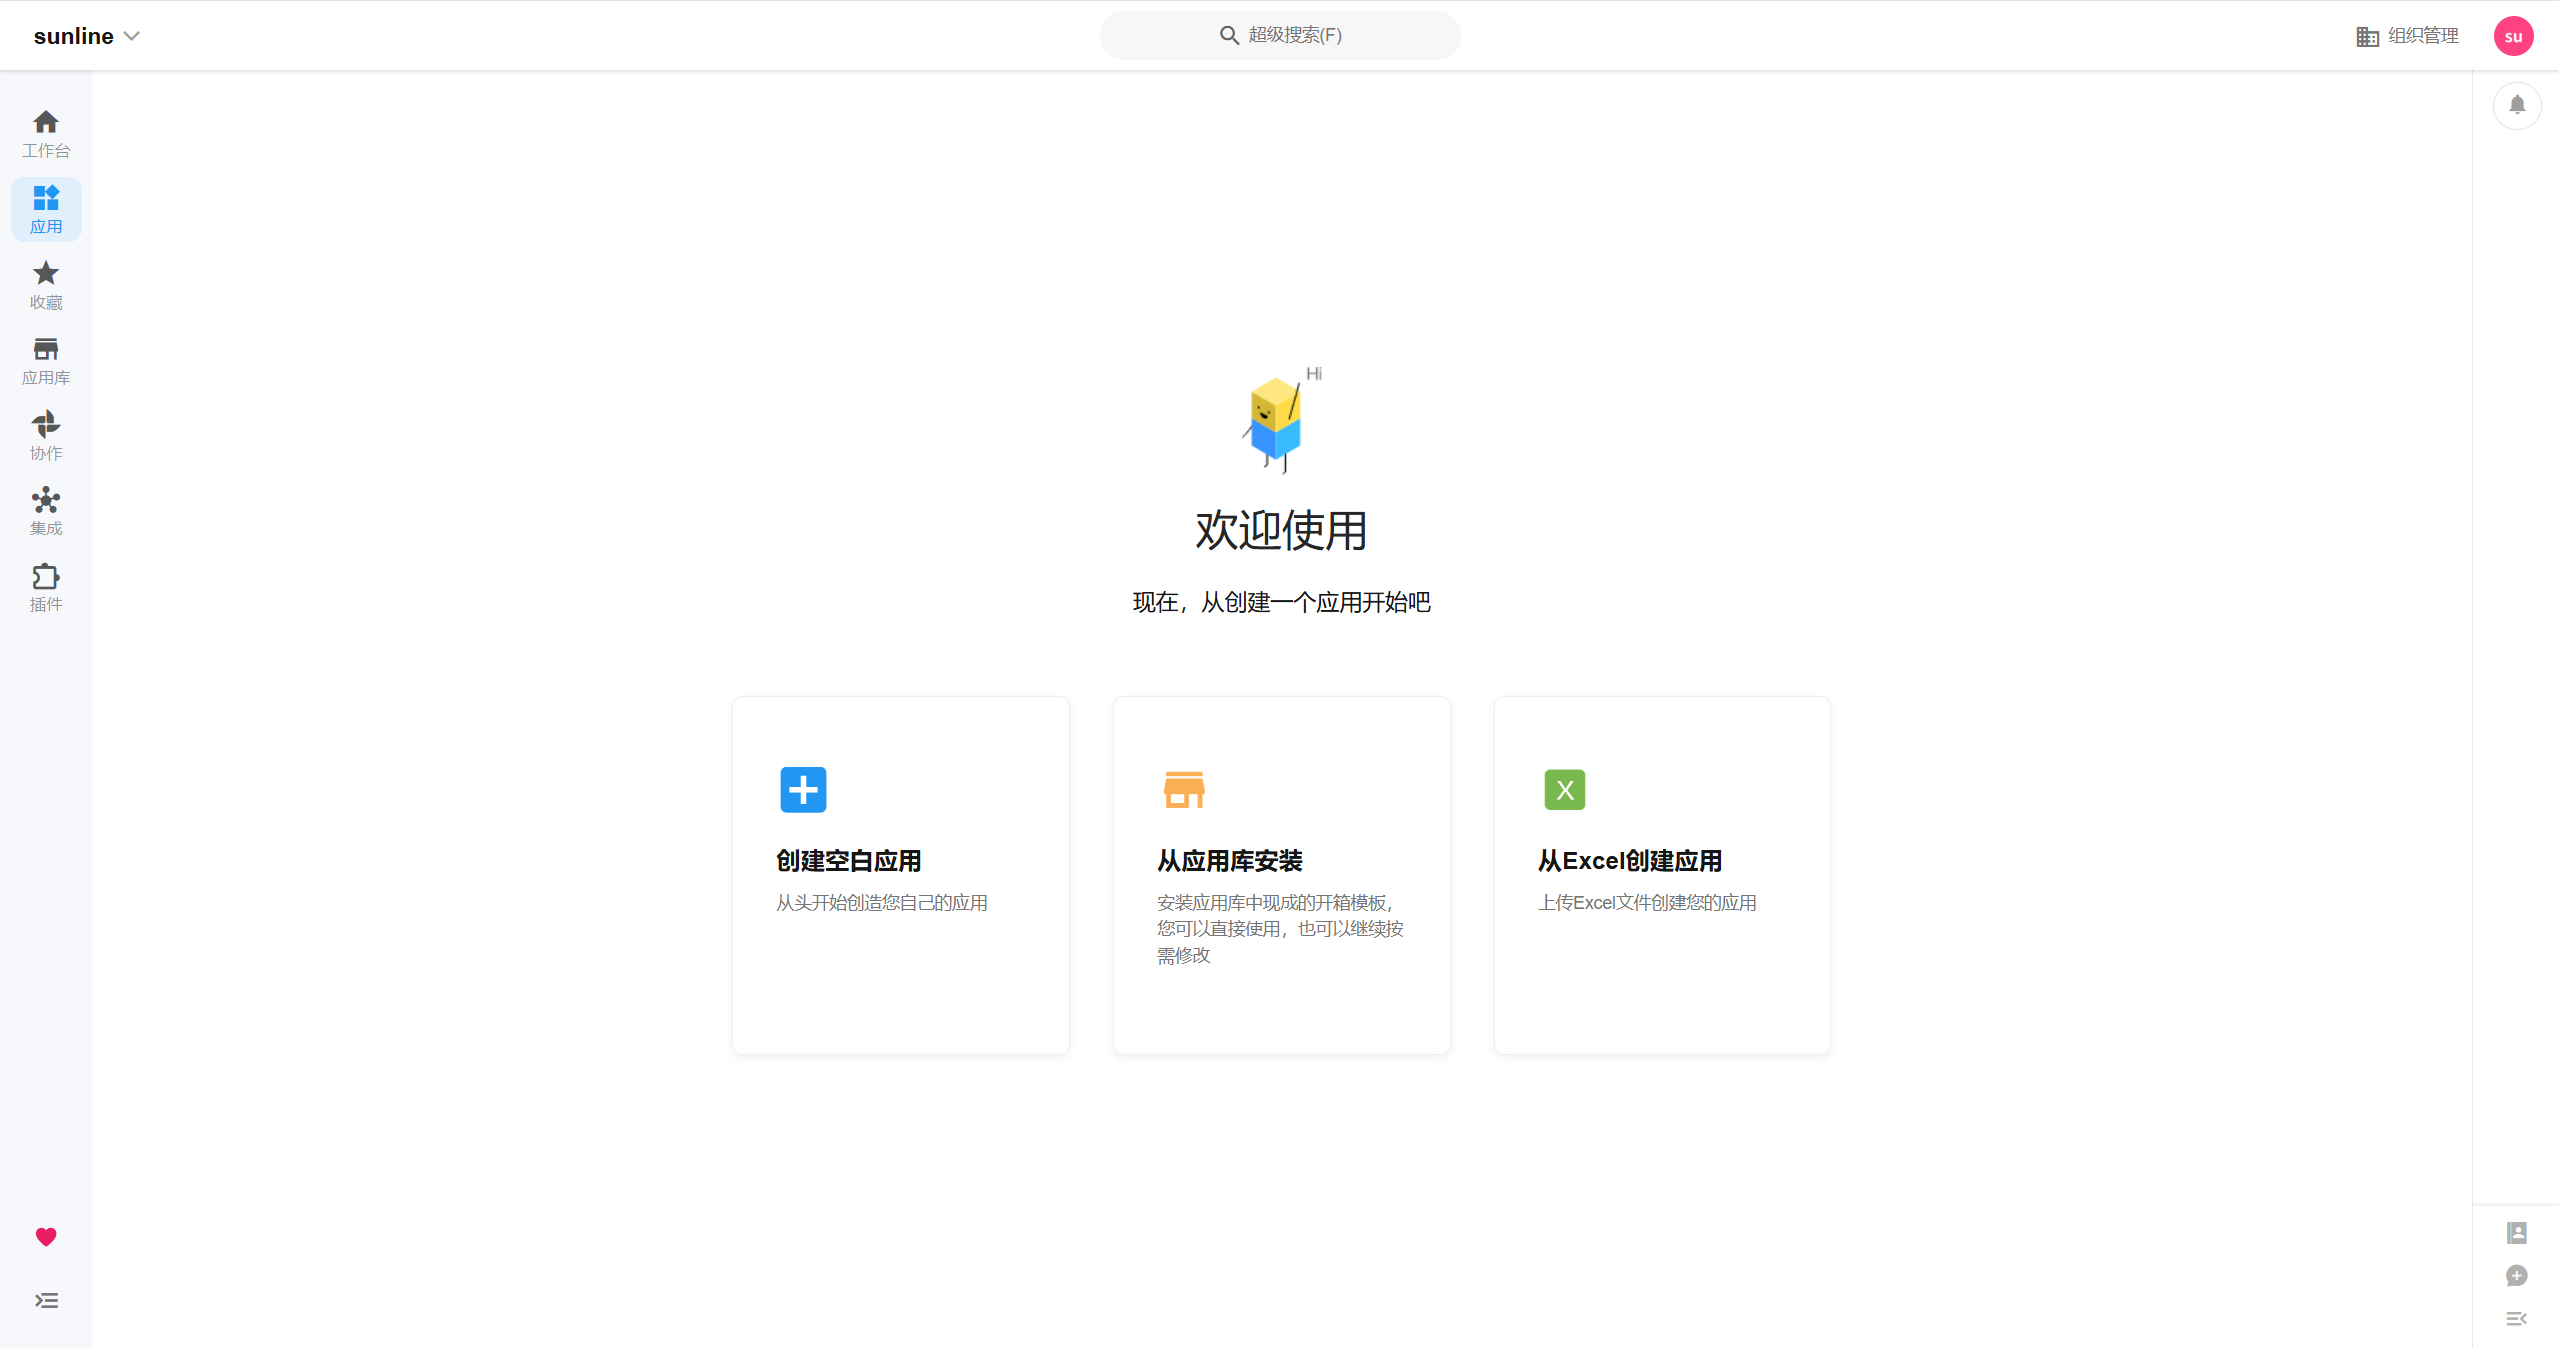 sunline
超级搜索(F)
组织管理
su
工作台
应用
收藏
应用库
协作
集成
插件
Hi
欢迎使用
现在，从创建一个应用开始吧
创建空白应用
从头开始创造您自己的应用
从应用库安装
安装应用库中现成的开箱模板，
您可以直接使用，也可以继续按
需修改
X
从Excel创建应用
上传Excel文件创建您的应用